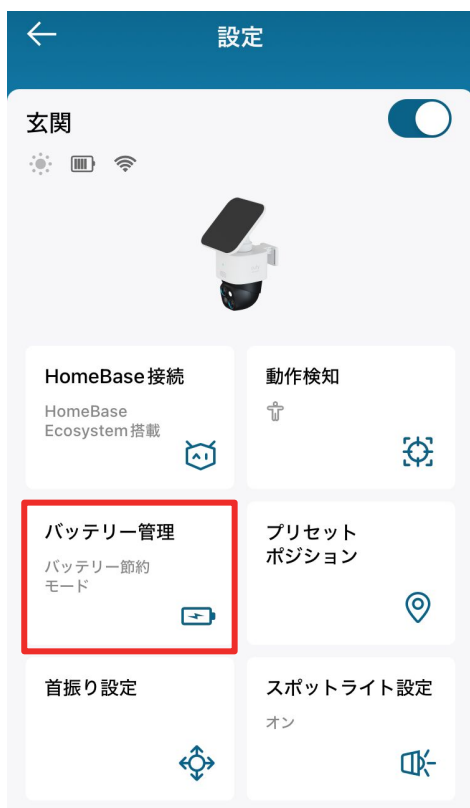 設定
玄関
HomeBase接続
HomeBase
Ecosystem搭載
動作検知
バッテリー管理
バッテリー節約
モード
プリセット
ポジション
首振り設定
スポットライト設定
オン